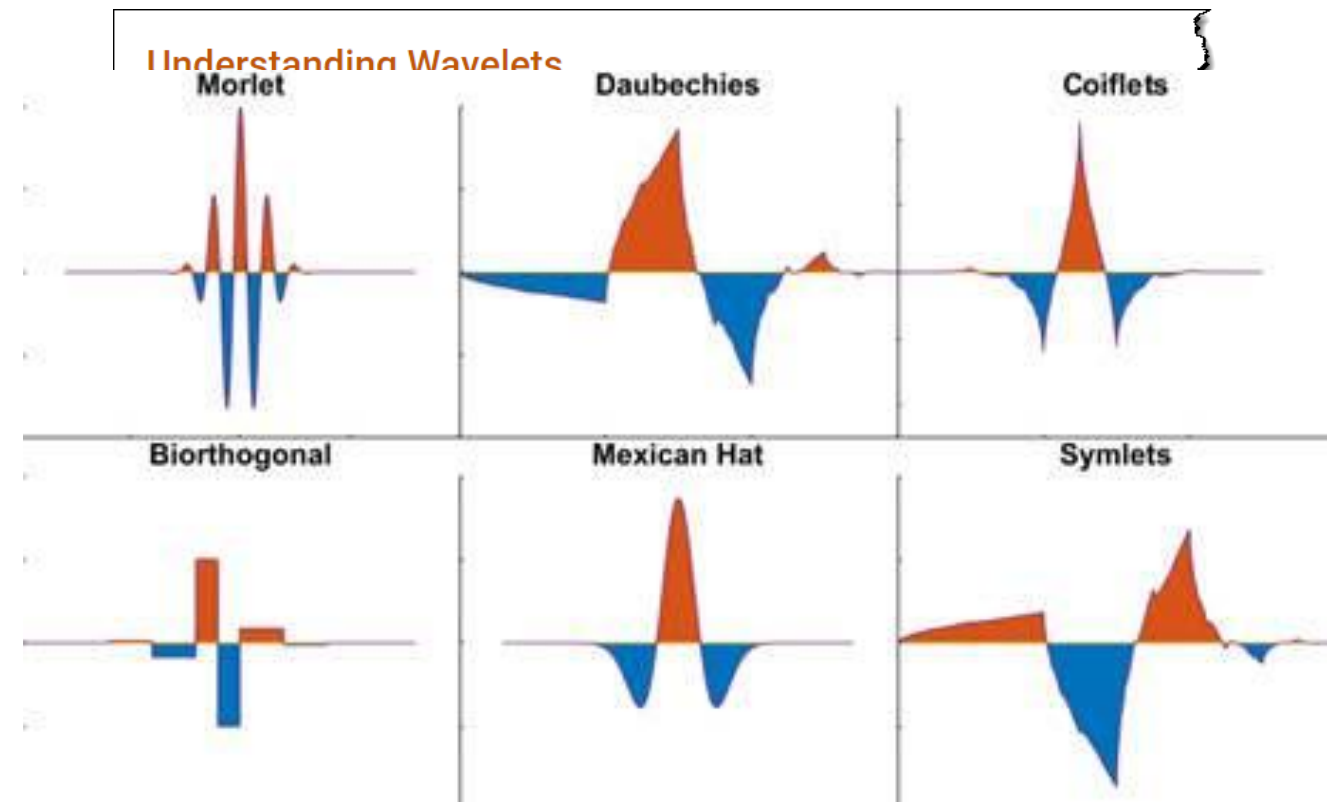 Understanding Wavelets
Morlet
Daubechies
Coiflets
Biorthogonal
Mexican Hat
Symlets